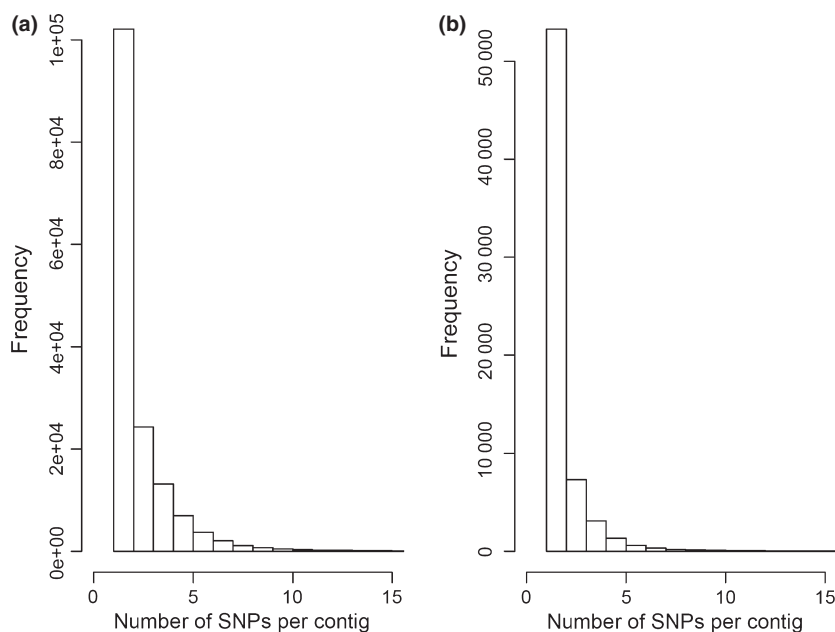 (a)
1e+05
8e+04
6e+04
4e+04
2e+04
0e+00
Frequency
0 5 10 15
Number of SNPs per contig
(b)
50 000
40 000
30 000
20 000
10 000
0
Frequency
0 5 10 15
Number of SNPs per contig